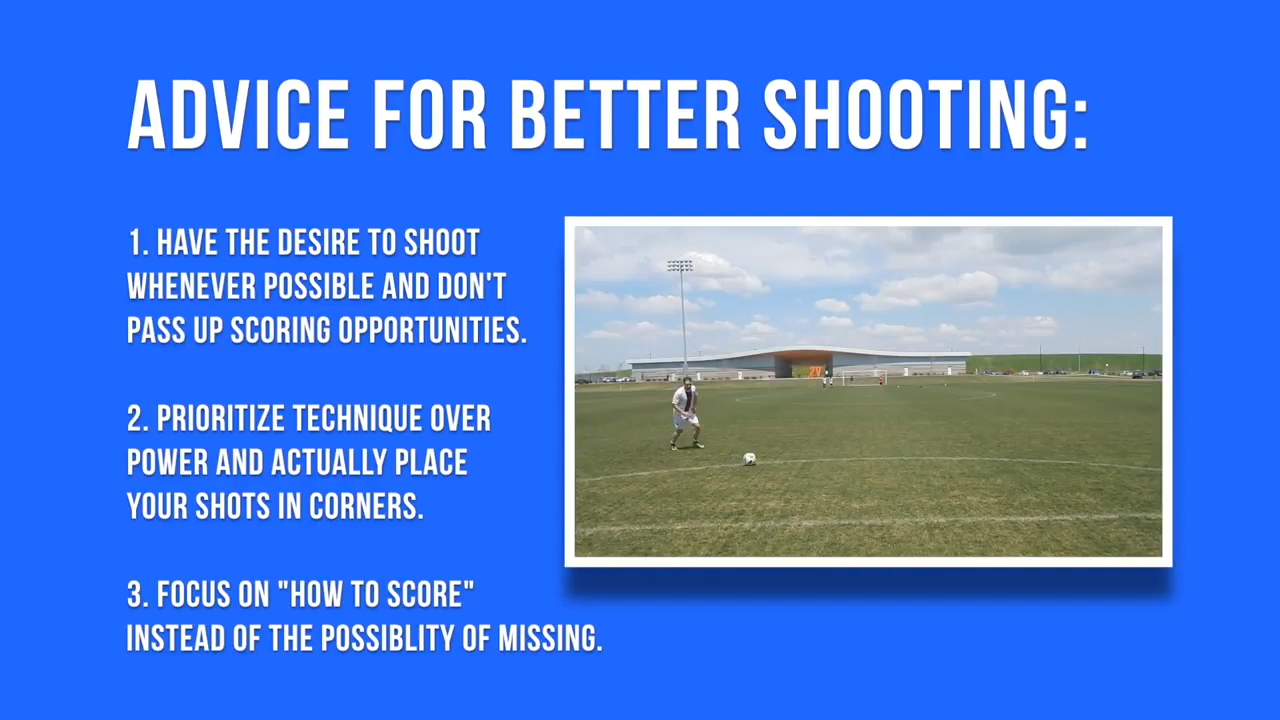 ADVICE FOR BETTER SHOOTING:
1. HAVE THE DESIRE TO SHOOT
WHENEVER POSSIBLE AND DON'T
PASS UP SCORING OPPORTUNITIES.
2. PRIORITIZE TECHNIQUE OVER
POWER AND ACTUALLY PLACE
YOUR SHOTS IN CORNERS.
3. FOCUS ON "HOW TO SCORE"
INSTEAD OF THE POSSIBLITY OF MISSING.